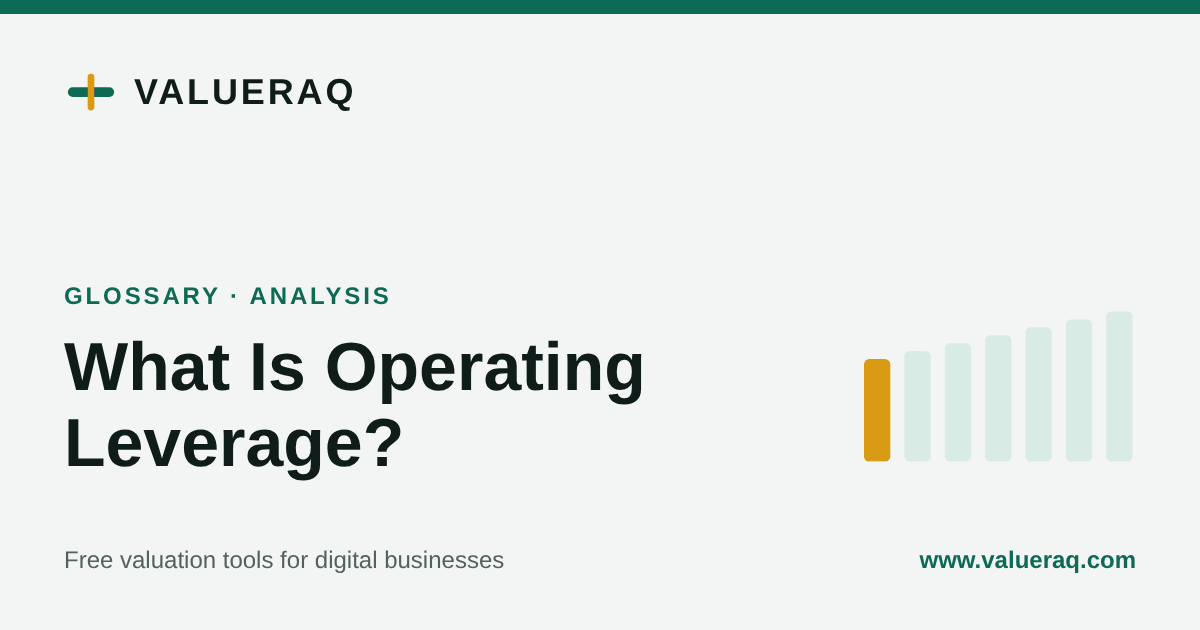 VALUERAQ
GLOSSARY · ANALYSIS
What Is Operating
Leverage?
Free valuation tools for digital businesses
www.valueraq.com